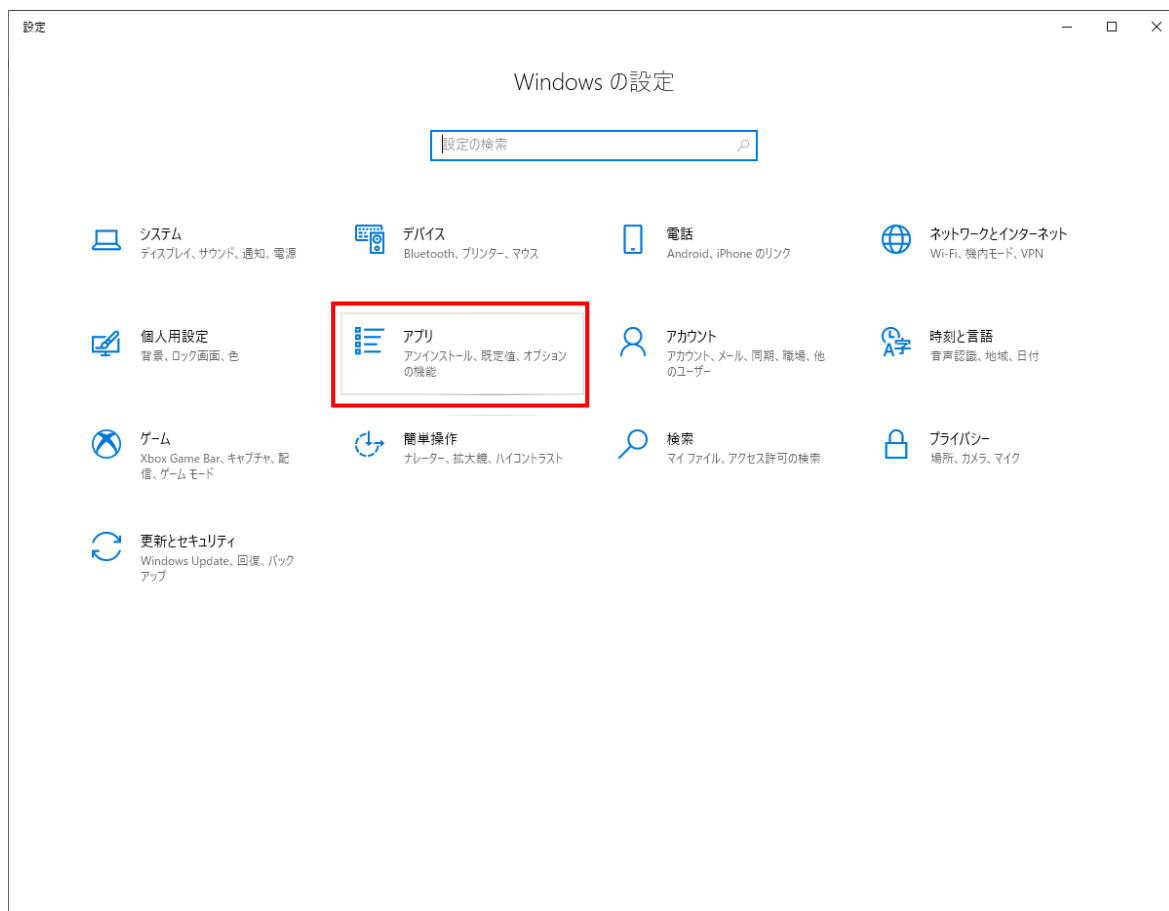 設定
Windows の設定
設定の検索
システム
ディスプレイ、サウンド、通知、電源
デバイス
Bluetooth、プリンター、マウス
電話
Android、iPhone のリンク
ネットワークとインターネット
Wi-Fi、機内モード、VPN
個人用設定
背景、ロック画面、色
アプリ
アンインストール、既定値、オプション
の機能
アカウント
アカウント、メール、同期、職場、他
のユーザー
時刻と言語
音声認識、地域、日付
ゲーム
Xbox Game Bar、キャプチャ、配
信、ゲーム モード
簡単操作
ナレーター、拡大鏡、ハイコントラスト
検索
マイ ファイル、アクセス許可の検索
プライバシー
場所、カメラ、マイク
更新とセキュリティ
Windows Update、回復、バック
アップ